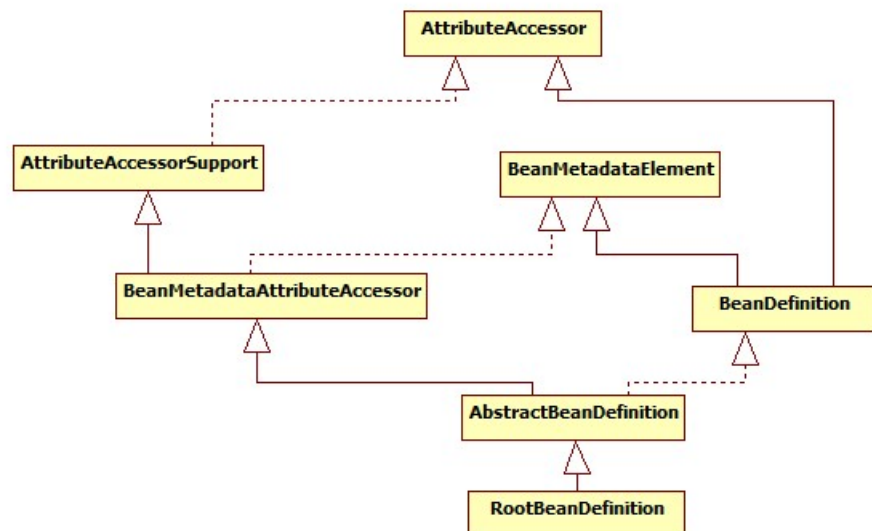 AttributeAccessor
AttributeAccessorSupport
BeanMetadataElement
BeanMetadataAttributeAccessor
BeanDefinition
AbstractBeanDefinition
RootBeanDefinition